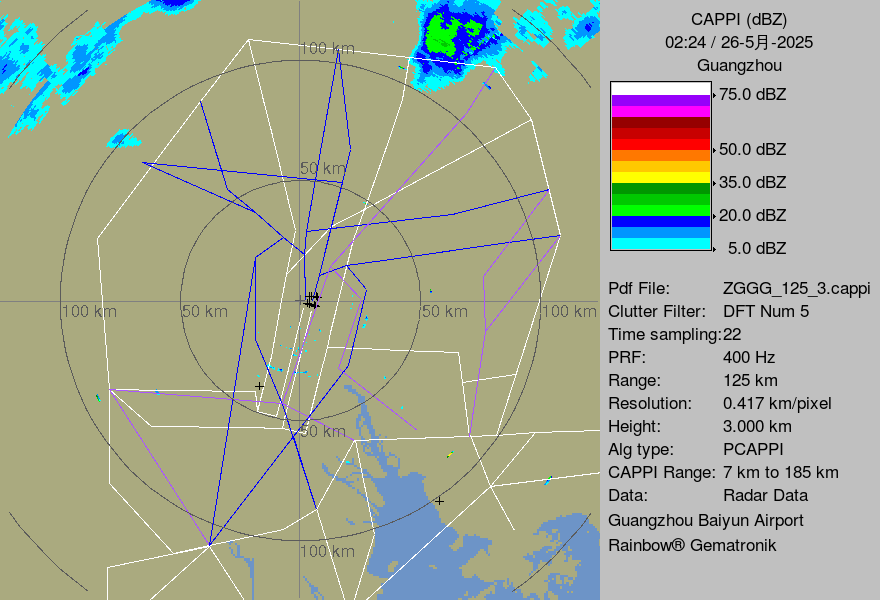 CAPPI (dBZ)
02:24 / 26-5月-2025
Guangzhou
75.0 dBZ
50.0 dBZ
35.0 dBZ
20.0 dBZ
5.0 dBZ
Pdf File: ZGGG_125_3.cappi
Clutter Filter: DFT Num 5
Time sampling:22
PRF: 400 Hz
Range: 125 km
Resolution: 0.417 km/pixel
Height: 3.000 km
Alg type: PCAPPI
CAPPI Range: 7 km to 185 km
Data: Radar Data
Guangzhou Baiyun Airport
Rainbow® Gematronik
100 km
50 km
100 km
50 km
50 km
100 km
50 km
100 km